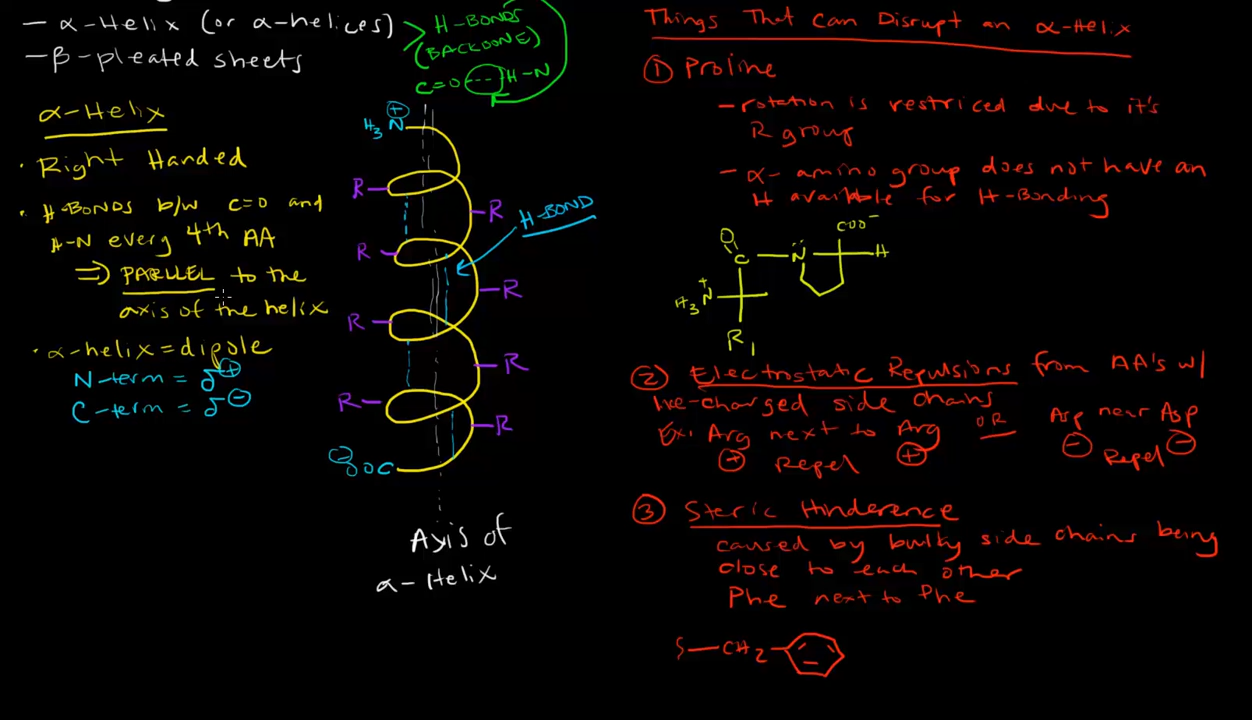 - α-Helix (or α-helices)
- β-pleated sheets
H-BONDS
(BACKBONE)
C=O --- H-N
α-Helix
• Right Handed
• H-BONDS b/w C=O and
H-N every 4th AA
⇒ PARALLEL to the
axis of the helix
• α-helix = dipole
N-term = δ⊕
C-term = δ⊖
H₃N⊕
R
R
R
R
R
R
R
R
H-BOND
⊖OOC
Axis of
α-Helix
Things That Can Disrupt an α-Helix
① Proline
- rotation is restriced due to it's
R group
- α-amino group does not have an
H available for H-Bonding
COO⁻
O
C
N̈
H
H₃N⁺
R₁
② Electrostatic Repulsions from AA's w/
like-charged side chains
Ex: Arg next to Arg OR Asp near Asp
⊕ Repel ⊕ ⊖ Repel ⊖
③ Steric Hinderence
caused by bulky side chains being
close to each other
Phe next to Phe
CH₂